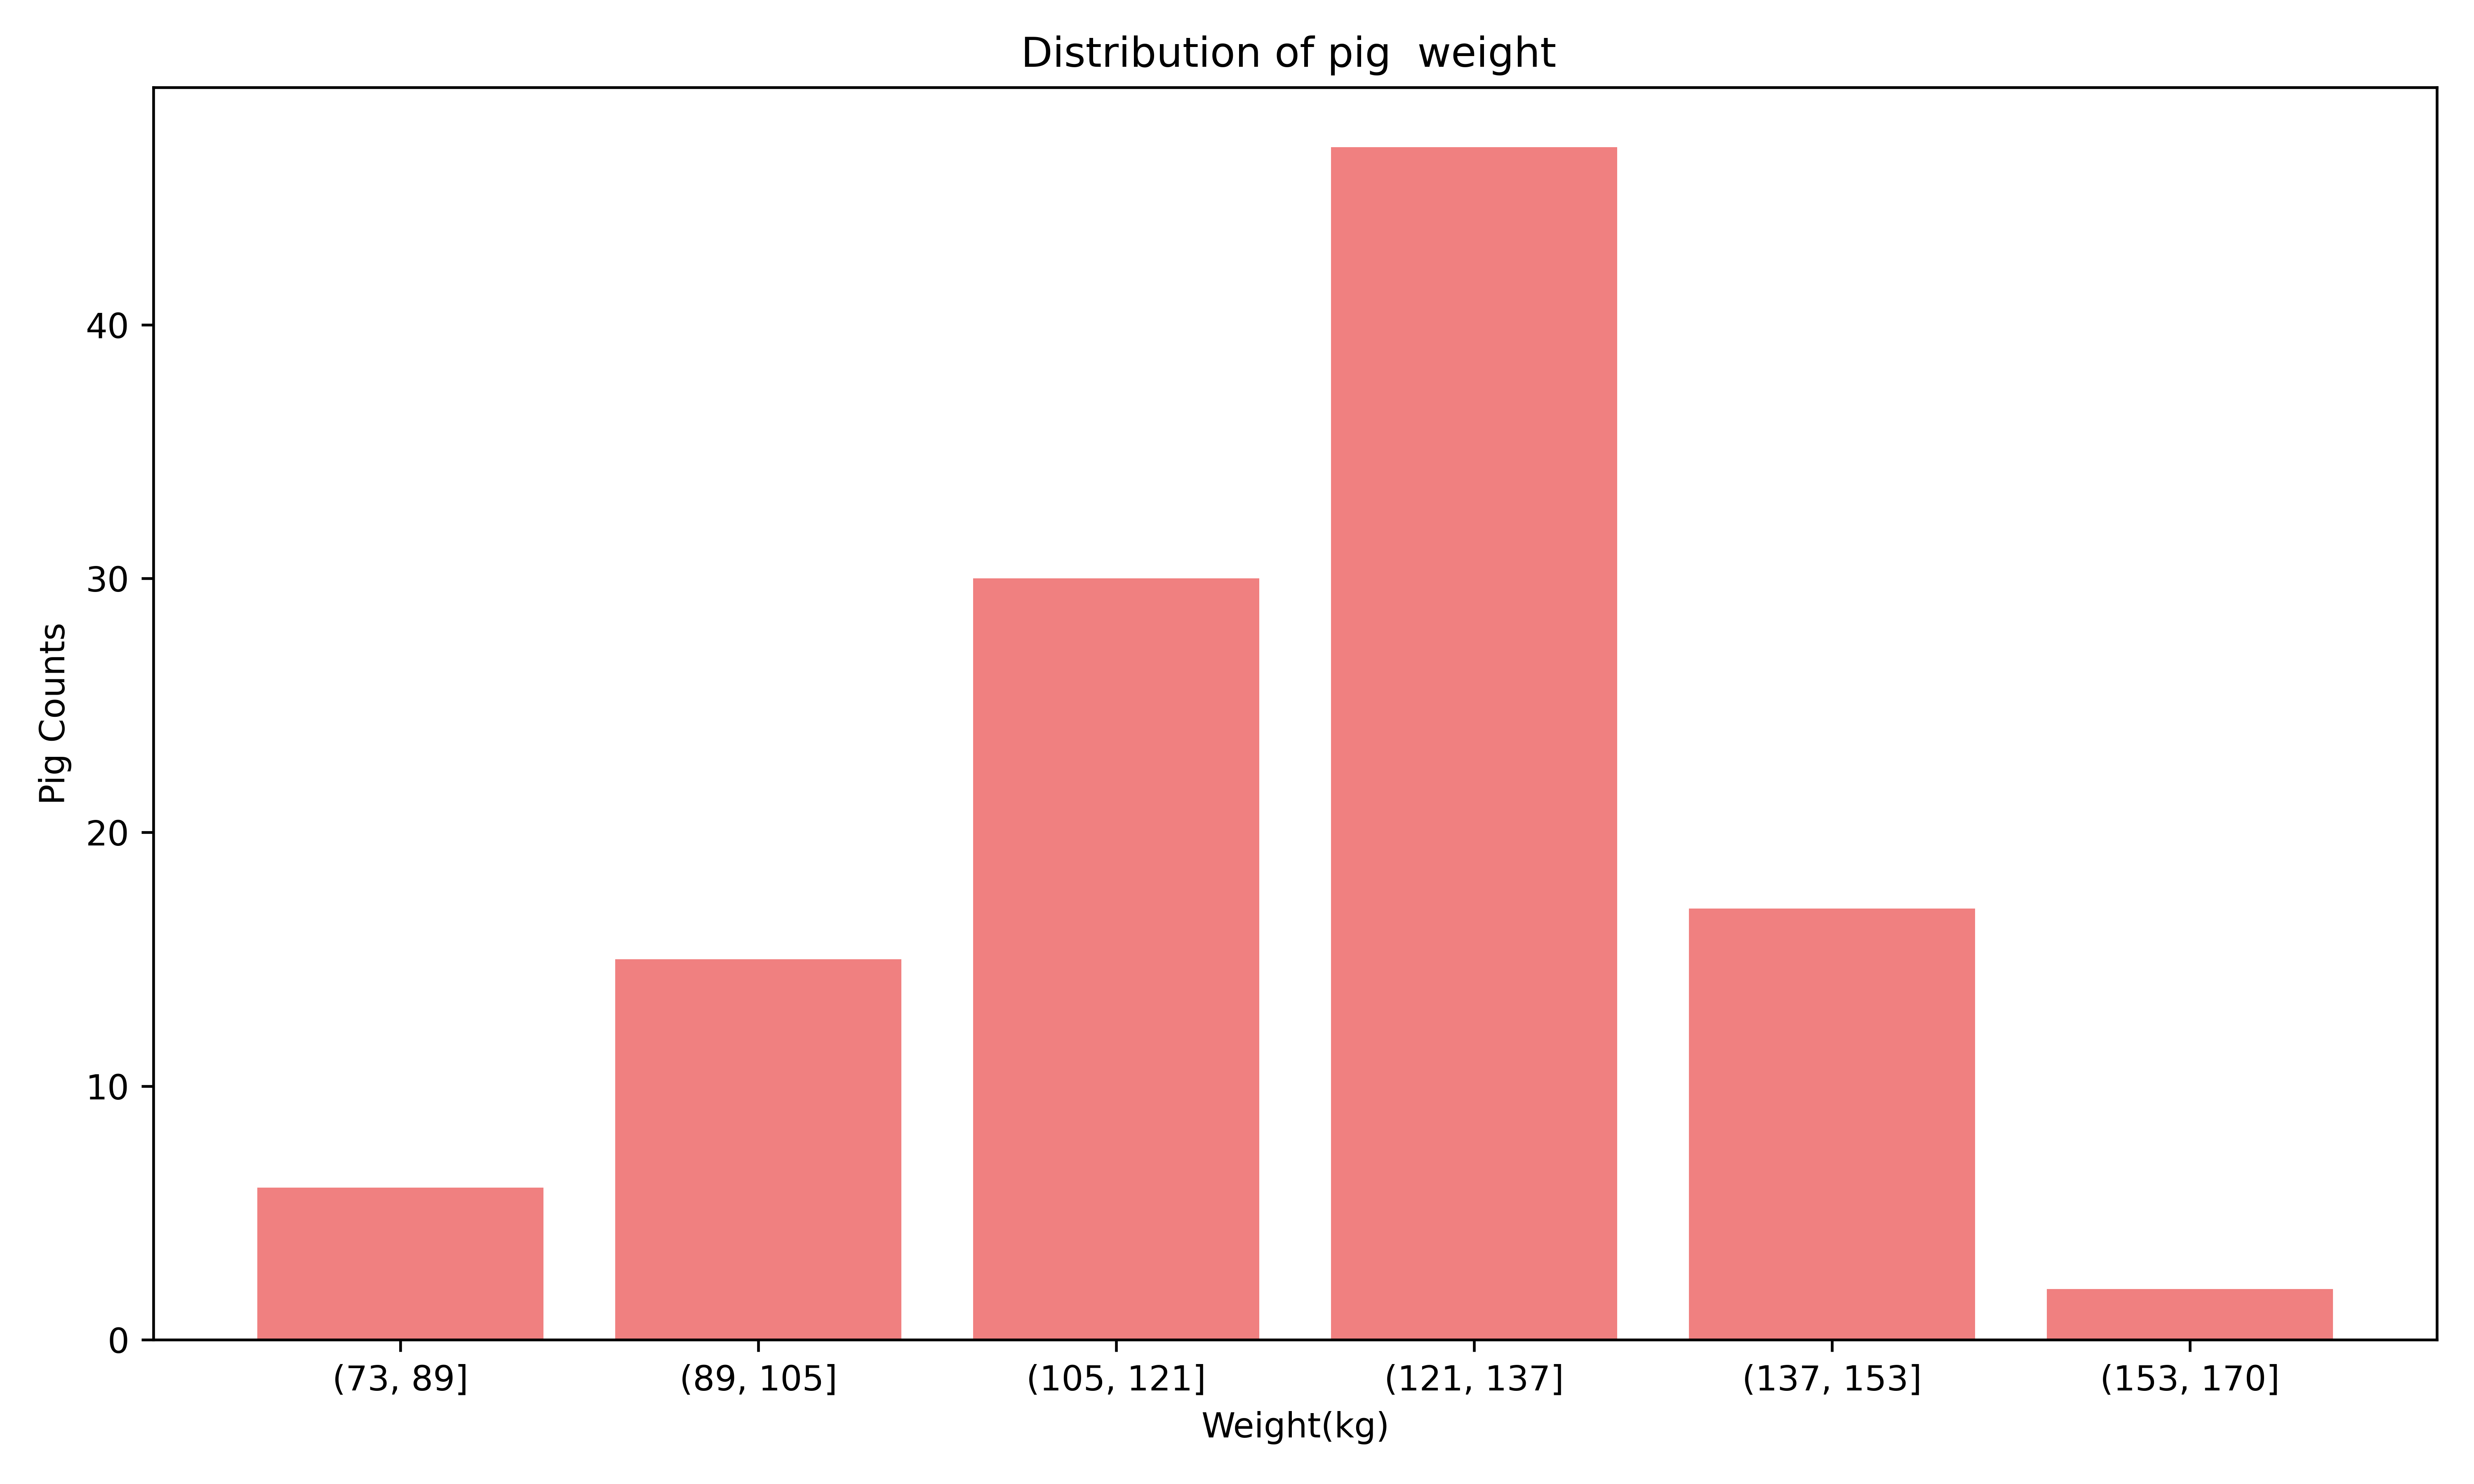 Distribution of pig  weight
Pig Counts
40
30
20
10
0
(73, 89] (89, 105] (105, 121] (121, 137] (137, 153] (153, 170]
Weight(kg)